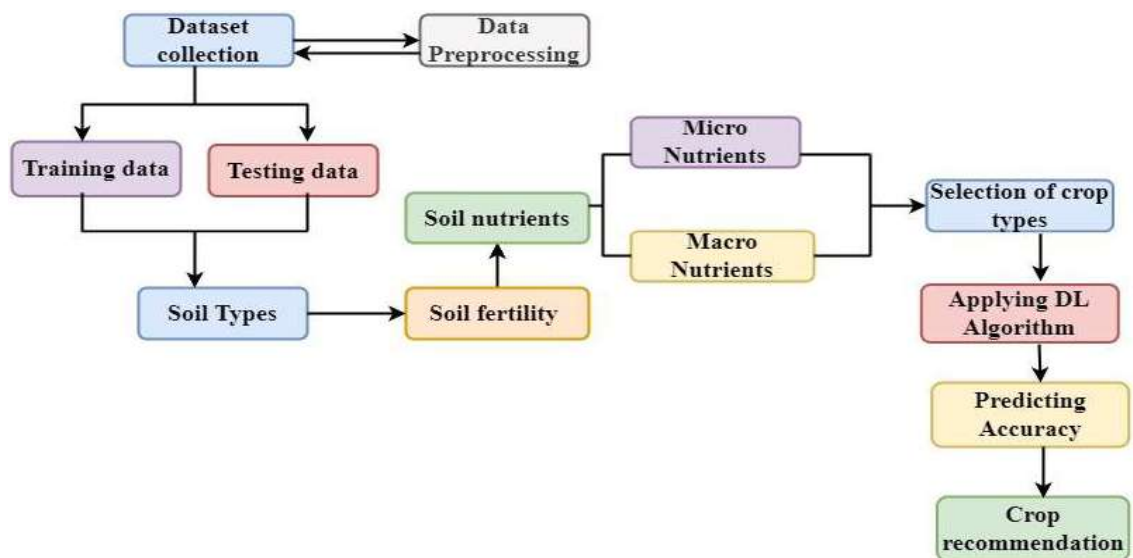 Dataset
collection
Data
Preprocessing
Training data
Testing data
Soil Types
Soil fertility
Soil nutrients
Micro
Nutrients
Macro
Nutrients
Selection of crop
types
Applying DL
Algorithm
Predicting
Accuracy
Crop
recommendation